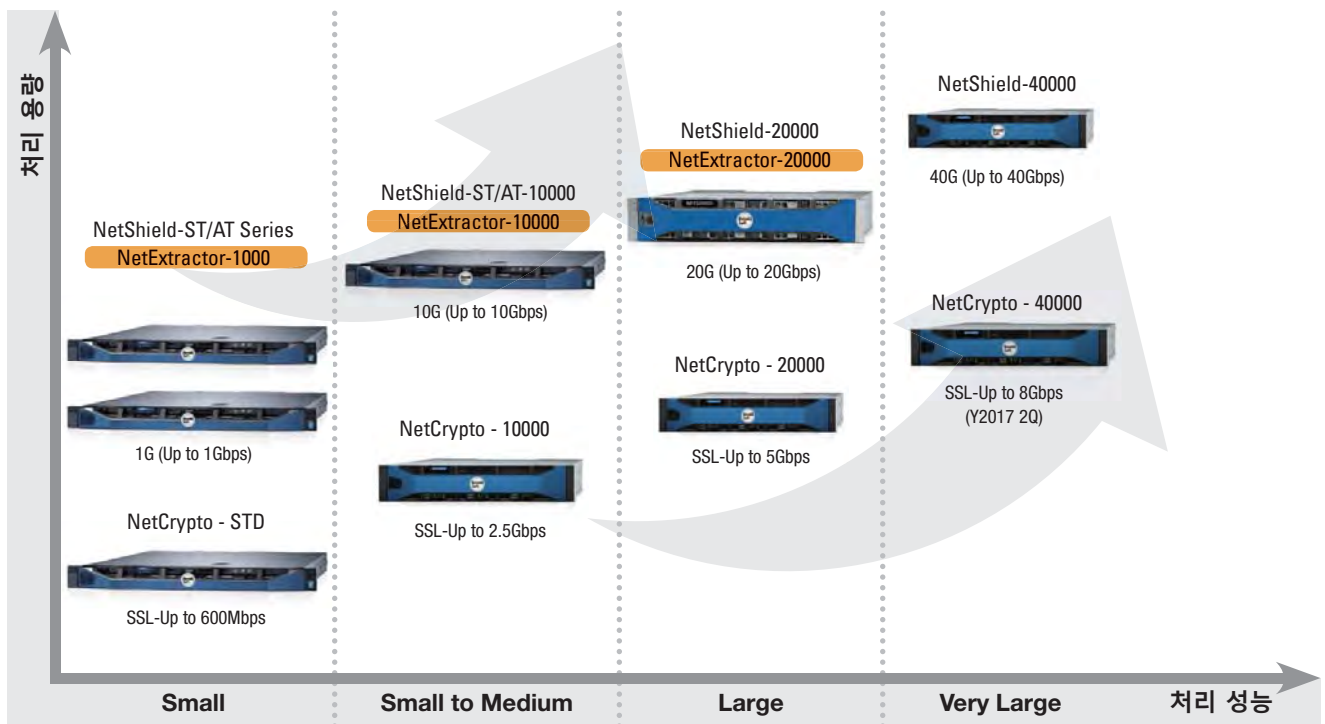 처리 용량
NetShield-ST/AT Series
NetExtractor-1000
1G (Up to 1Gbps)
NetCrypto - STD
SSL-Up to 600Mbps
NetShield-ST/AT-10000
NetExtractor-10000
10G (Up to 10Gbps)
NetCrypto - 10000
SSL-Up to 2.5Gbps
NetShield-20000
NetExtractor-20000
20G (Up to 20Gbps)
NetCrypto - 20000
SSL-Up to 5Gbps
NetShield-40000
40G (Up to 40Gbps)
NetCrypto - 40000
SSL-Up to 8Gbps
(Y2017 2Q)
Small
Small to Medium
Large
Very Large
처리 성능